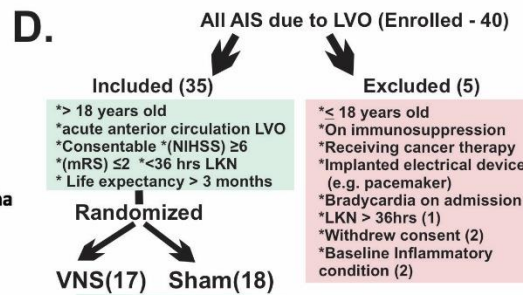 D.
All AIS due to LVO (Enrolled - 40)
Included (35)
*> 18 years old
*acute anterior circulation LVO
*Consentable *(NIHSS) ≥6
*(mRS) ≤2 *<36 hrs LKN
* Life expectancy > 3 months
Randomized
VNS(17) Sham(18)
Excluded (5)
*≤ 18 years old
*On immunosuppression
*Receiving cancer therapy
*Implanted electrical device
(e.g. pacemaker)
*Bradycardia on admission
*LKN > 36hrs (1)
*Withdrew consent (2)
*Baseline Inflammatory
condition (2)